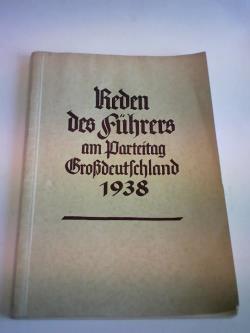 Reden
des Führers
am Parteitag
Großdeutschland
1938